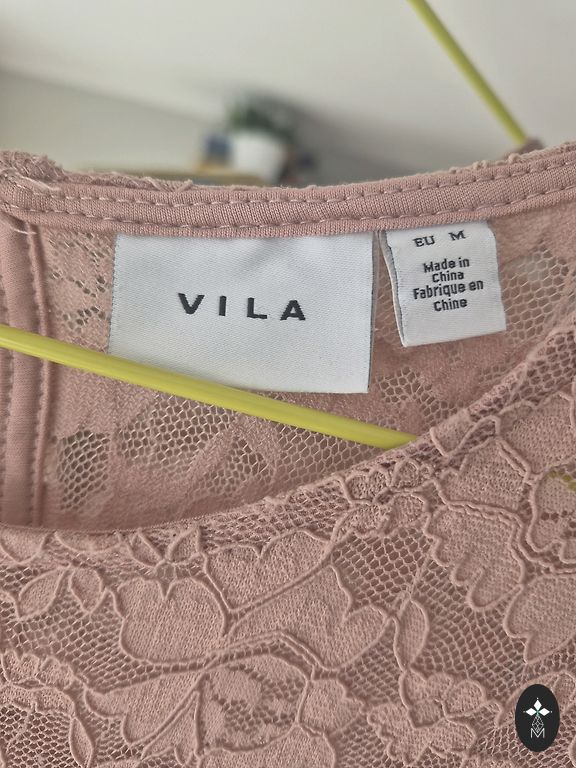 VILA
EU M
Made in
China
Fabrique en
Chine
M